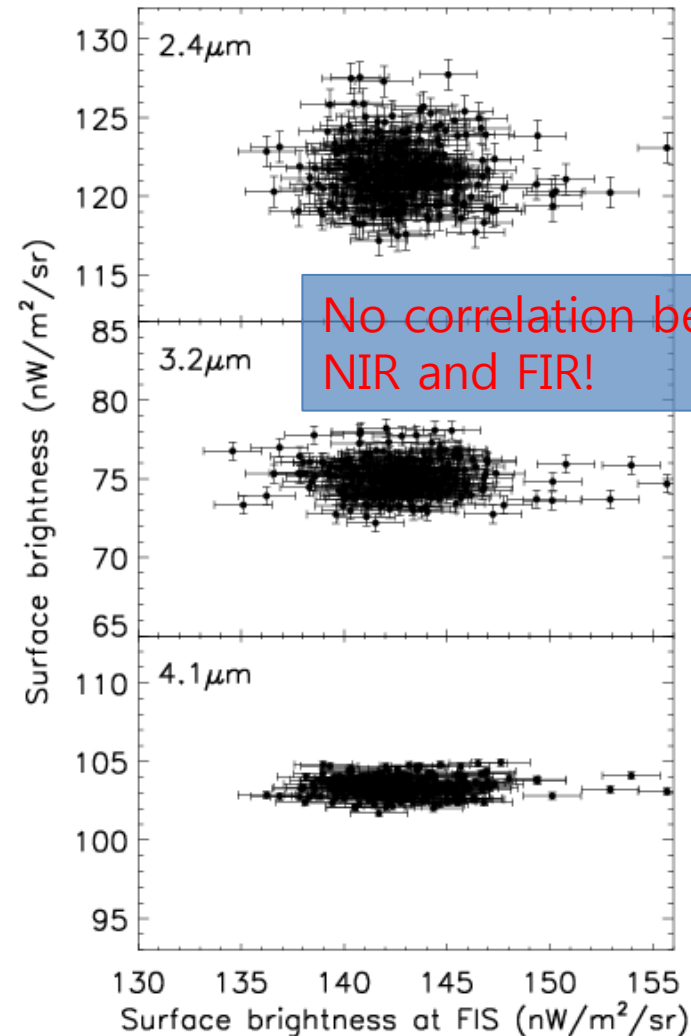 130
2.4μm
125
120
115
No correlation be
NIR and FIR!
85
3.2μm
80
75
70
65
4.1μm
110
105
100
95
Surface brightness (nW/m²/sr)
130 135 140 145 150 155
Surface brightness at FIS (nW/m²/sr)